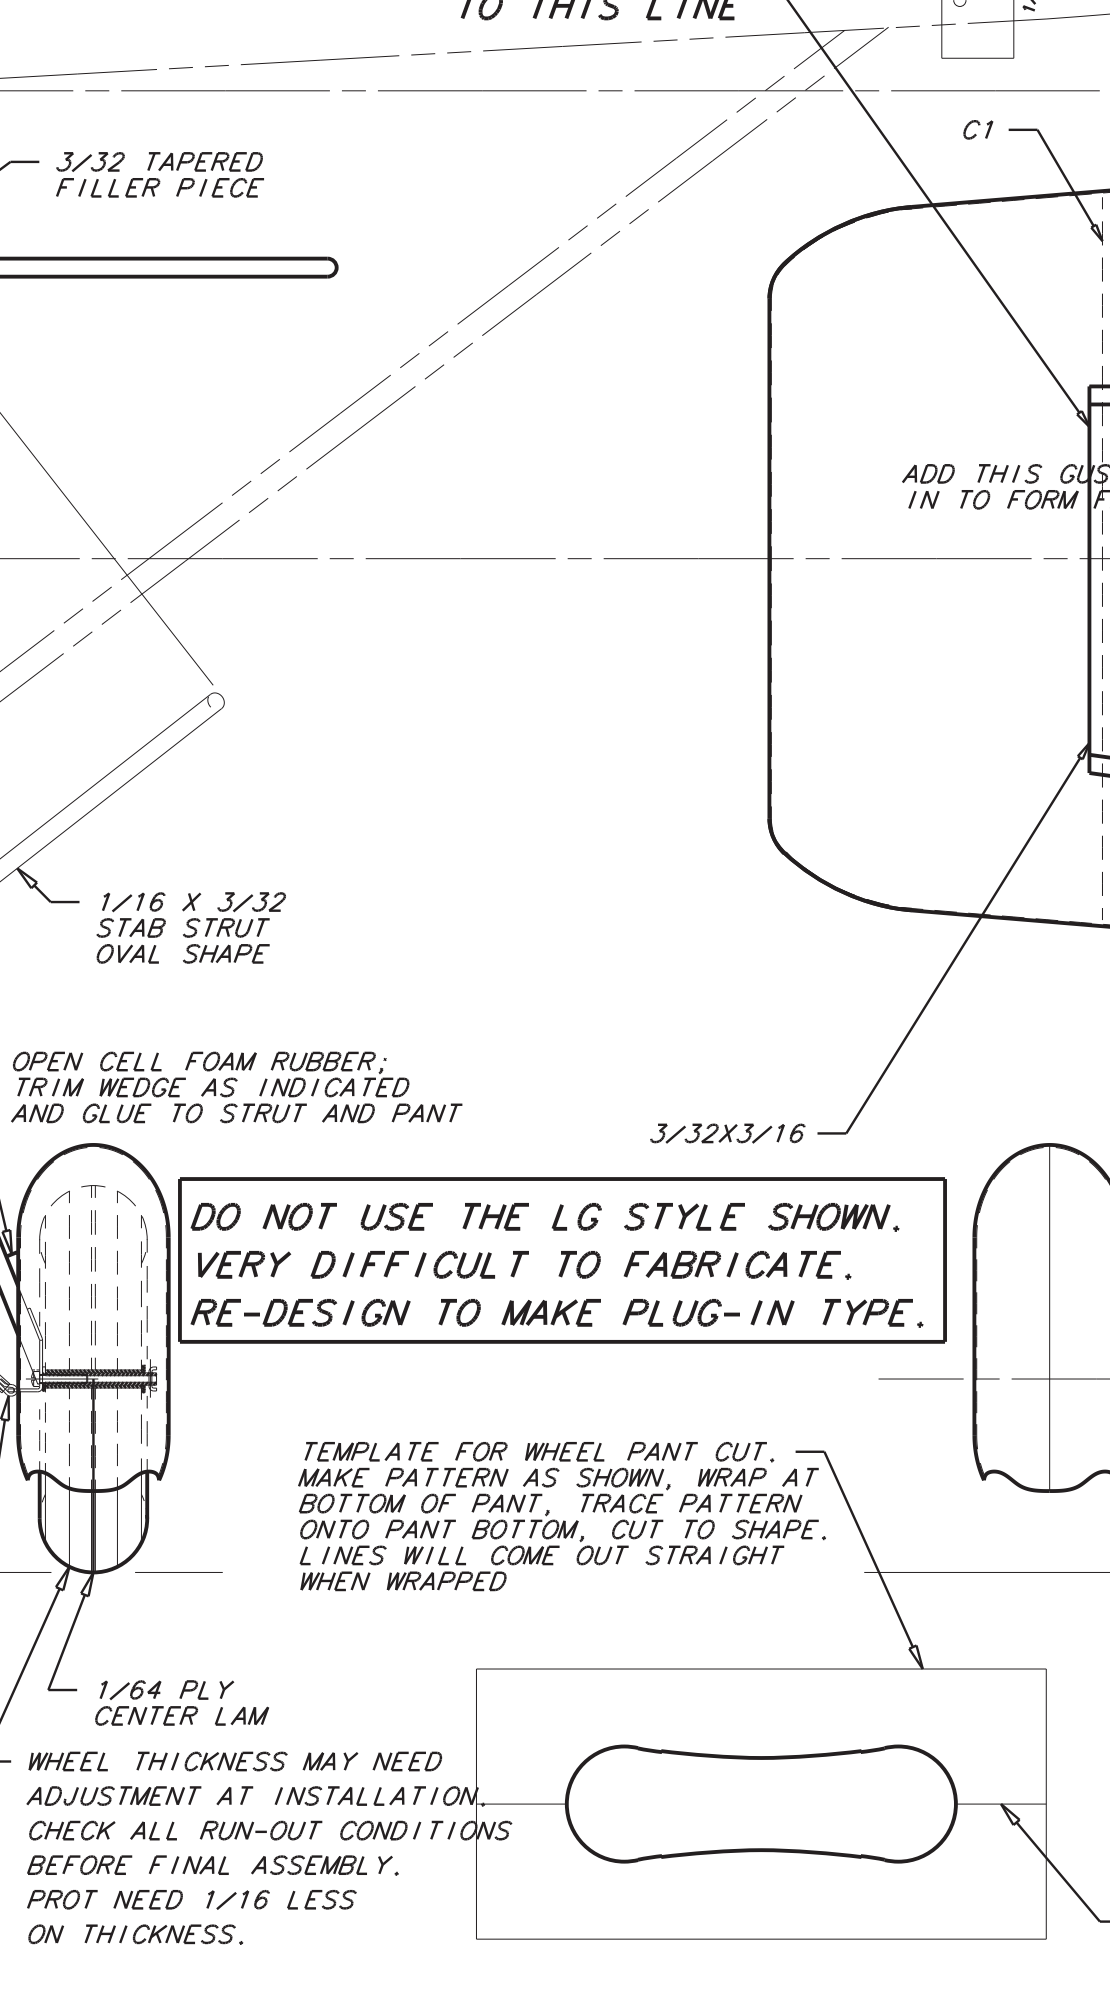 TO THIS LINE
C1
3/32 TAPERED
FILLER PIECE
ADD THIS GUS
IN TO FORM F
1/16 X 3/32
STAB STRUT
OVAL SHAPE
OPEN CELL FOAM RUBBER;
TRIM WEDGE AS INDICATED
AND GLUE TO STRUT AND PANT
3/32X3/16
DO NOT USE THE LG STYLE SHOWN.
VERY DIFFICULT TO FABRICATE.
RE-DESIGN TO MAKE PLUG-IN TYPE.
TEMPLATE FOR WHEEL PANT CUT.
MAKE PATTERN AS SHOWN, WRAP AT
BOTTOM OF PANT, TRACE PATTERN
ONTO PANT BOTTOM, CUT TO SHAPE.
LINES WILL COME OUT STRAIGHT
WHEN WRAPPED
1/64 PLY
CENTER LAM
WHEEL THICKNESS MAY NEED
ADJUSTMENT AT INSTALLATION.
CHECK ALL RUN-OUT CONDITIONS
BEFORE FINAL ASSEMBLY.
PROT NEED 1/16 LESS
ON THICKNESS.